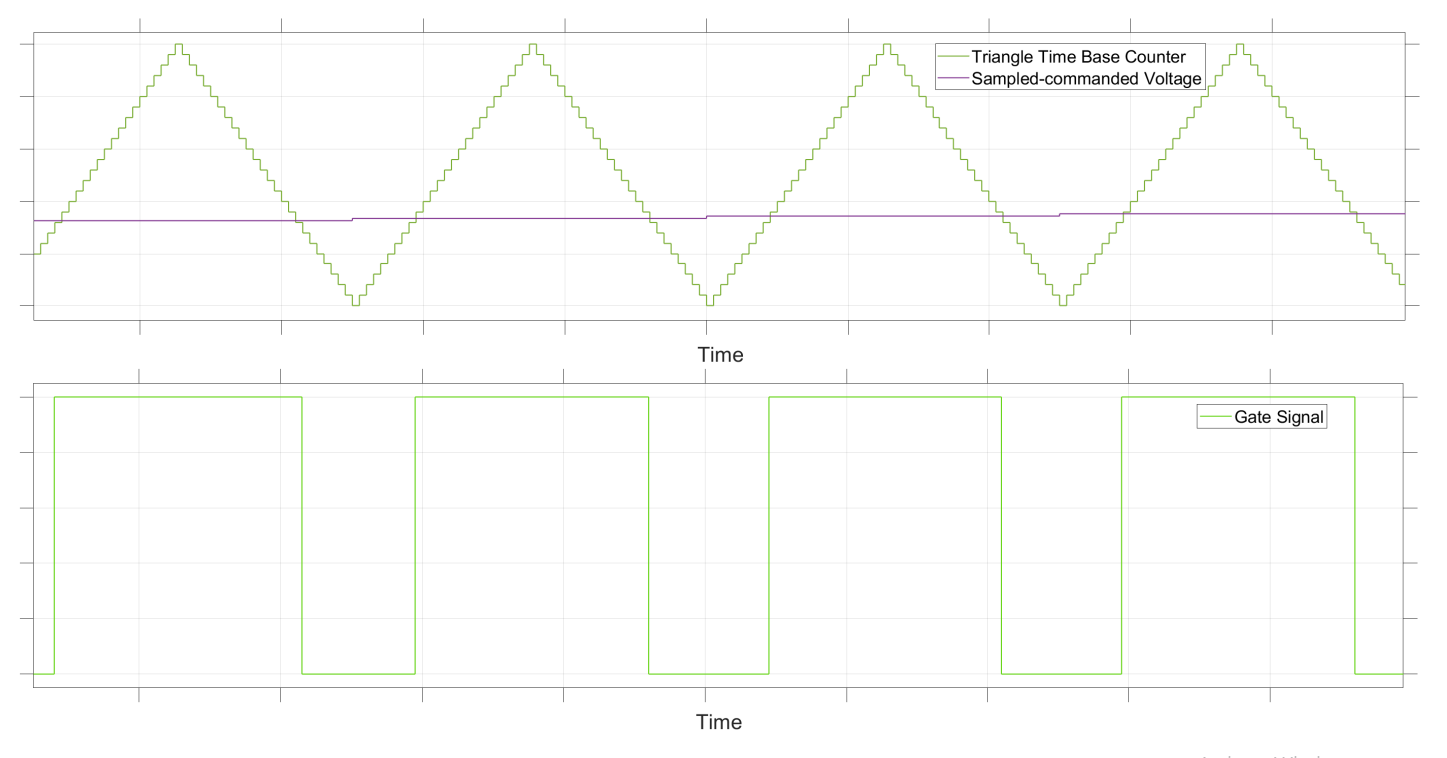 Triangle Time Base Counter
Sampled-commanded Voltage
Time
Gate Signal
Time